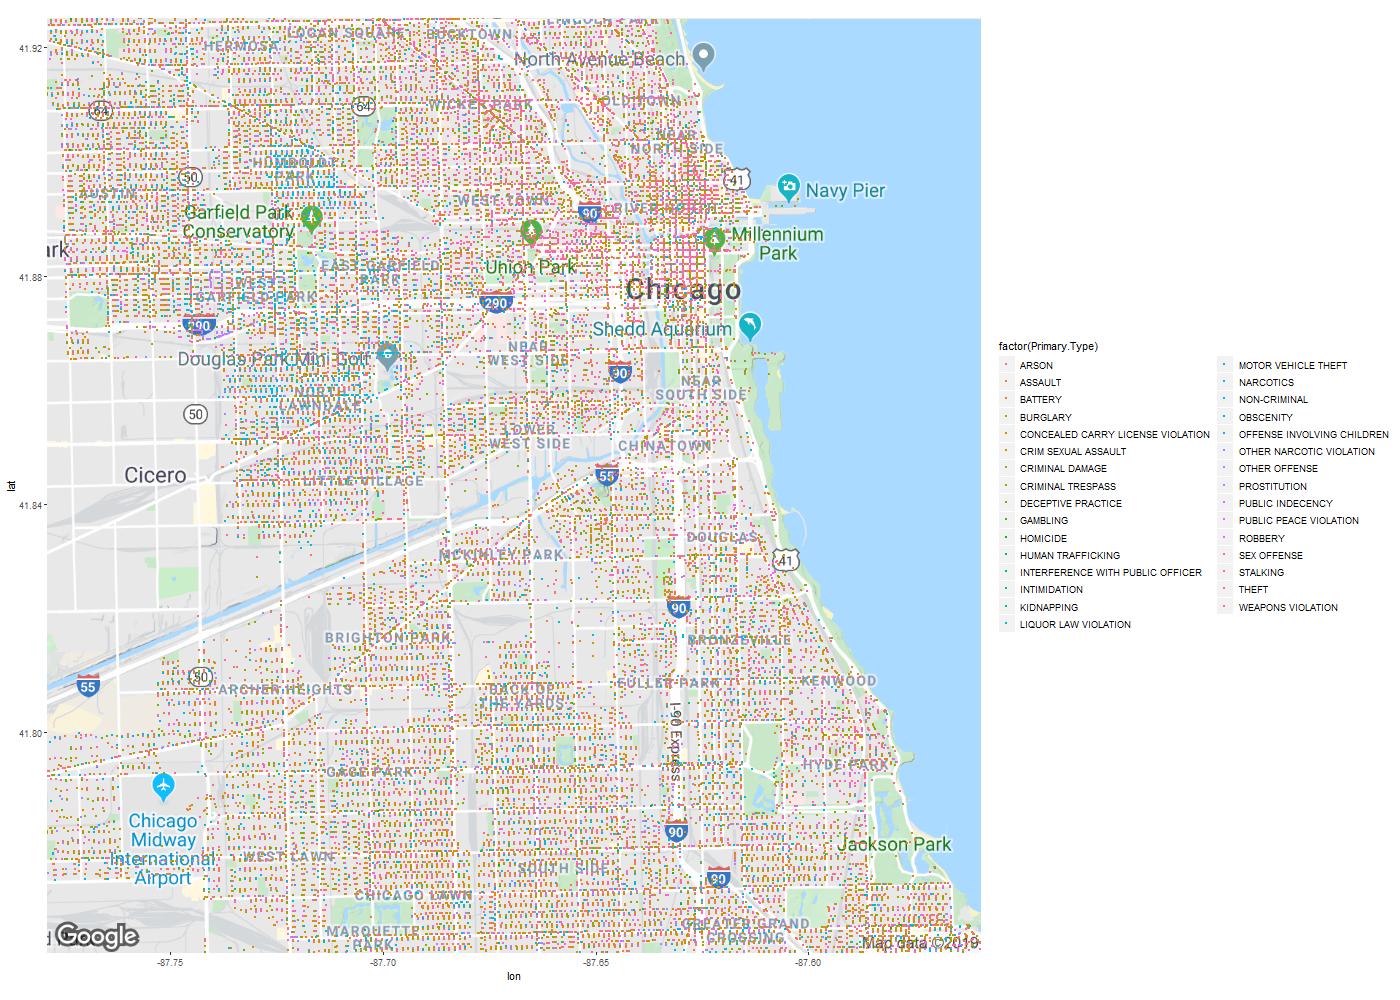 LINCOLN PARK
LOGAN SQUARE
BUCKTOWN
HERMOSA
41.92
North Avenue Beach
64
64
WICKER PARK
OLD TOWN
NEAR
NORTH SIDE
HUMBOLDT
PARK
50
41
AUSTIN
Navy Pier
WEST TOWN
RIVER NORTH
90
Garfield Park
Conservatory
Millennium
Park
ark
Union Park
EAST GARFIELD
PARK
41.88
WEST
GARFIELD PARK
Chicago
290
290
Shedd Aquarium
Douglas Park Mini Golf
NEAR
WEST SIDE
90
NEAR
SOUTH SIDE
NORTH
LAWNDALE
50
LOWER
WEST SIDE
CHINATOWN
Cicero
55
LITTLE VILLAGE
lat
41.84
DOUGLAS
MCKINLEY PARK
41
90
BRIGHTON PARK
BRONZEVILLE
50
55
ARCHER HEIGHTS
BACK OF
THE YARDS
FULLER PARK
KENWOOD
I-90 Express
41.80
GAGE PARK
HYDE PARK
Chicago
Midway
International
Airport
90
Jackson Park
WEST LAWN
SOUTH SIDE
90
CHICAGO LAWN
MARQUETTE
PARK
GREATER GRAND
CROSSING
Google
Map data ©2019
-87.75
-87.70
-87.65
-87.60
lon
factor(Primary.Type)
ARSON
ASSAULT
BATTERY
BURGLARY
CONCEALED CARRY LICENSE VIOLATION
CRIM SEXUAL ASSAULT
CRIMINAL DAMAGE
CRIMINAL TRESPASS
DECEPTIVE PRACTICE
GAMBLING
HOMICIDE
HUMAN TRAFFICKING
INTERFERENCE WITH PUBLIC OFFICER
INTIMIDATION
KIDNAPPING
LIQUOR LAW VIOLATION
MOTOR VEHICLE THEFT
NARCOTICS
NON-CRIMINAL
OBSCENITY
OFFENSE INVOLVING CHILDREN
OTHER NARCOTIC VIOLATION
OTHER OFFENSE
PROSTITUTION
PUBLIC INDECENCY
PUBLIC PEACE VIOLATION
ROBBERY
SEX OFFENSE
STALKING
THEFT
WEAPONS VIOLATION